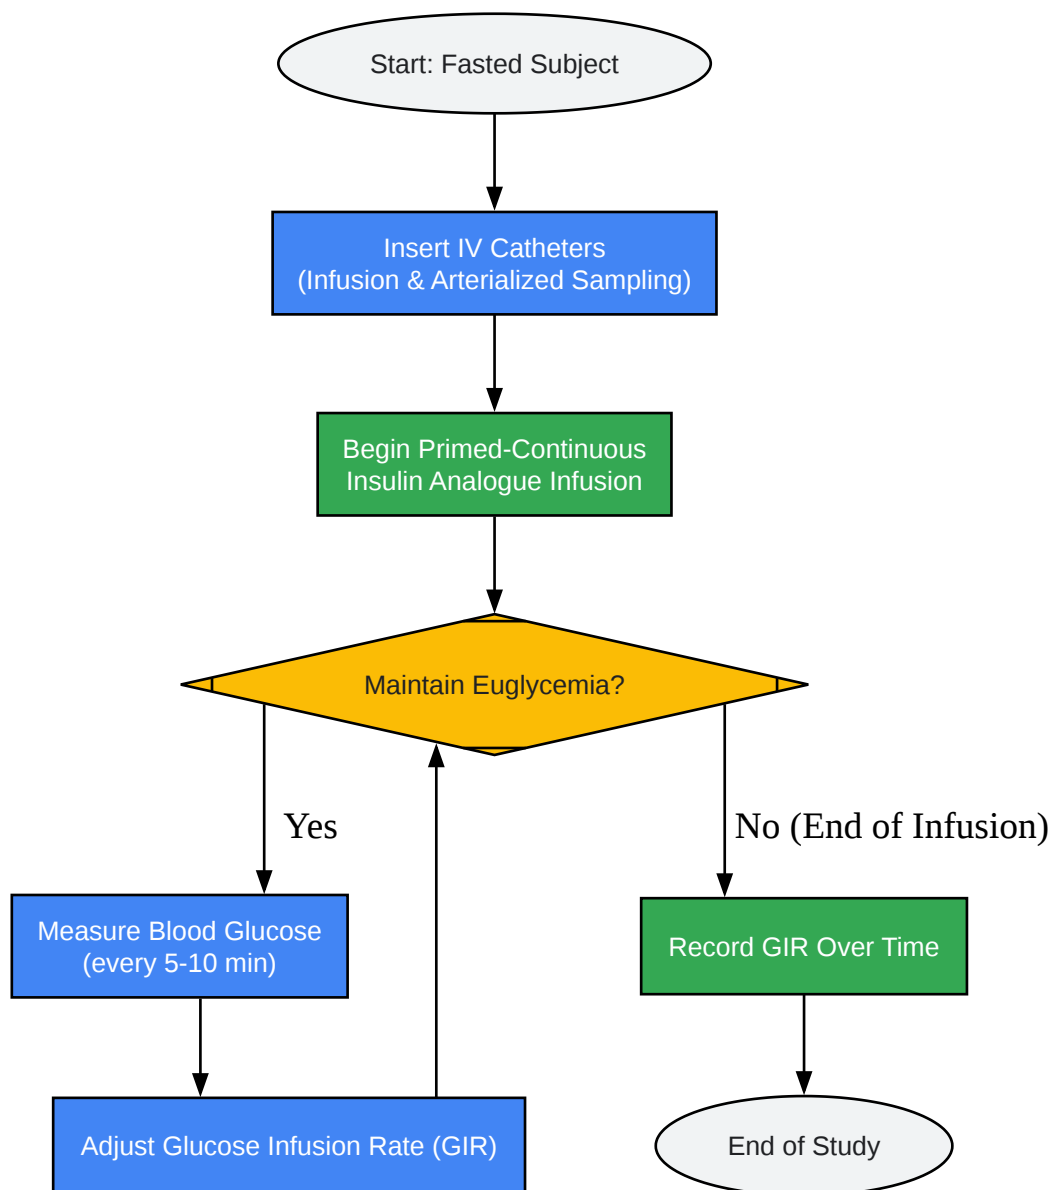 Start: Fasted Subject
Insert IV Catheters
(Infusion & Arterialized Sampling)
Begin Primed-Continuous
Insulin Analogue Infusion
Maintain Euglycemia?
Yes
No (End of Infusion)
Measure Blood Glucose
(every 5-10 min)
Record GIR Over Time
Adjust Glucose Infusion Rate (GIR)
End of Study